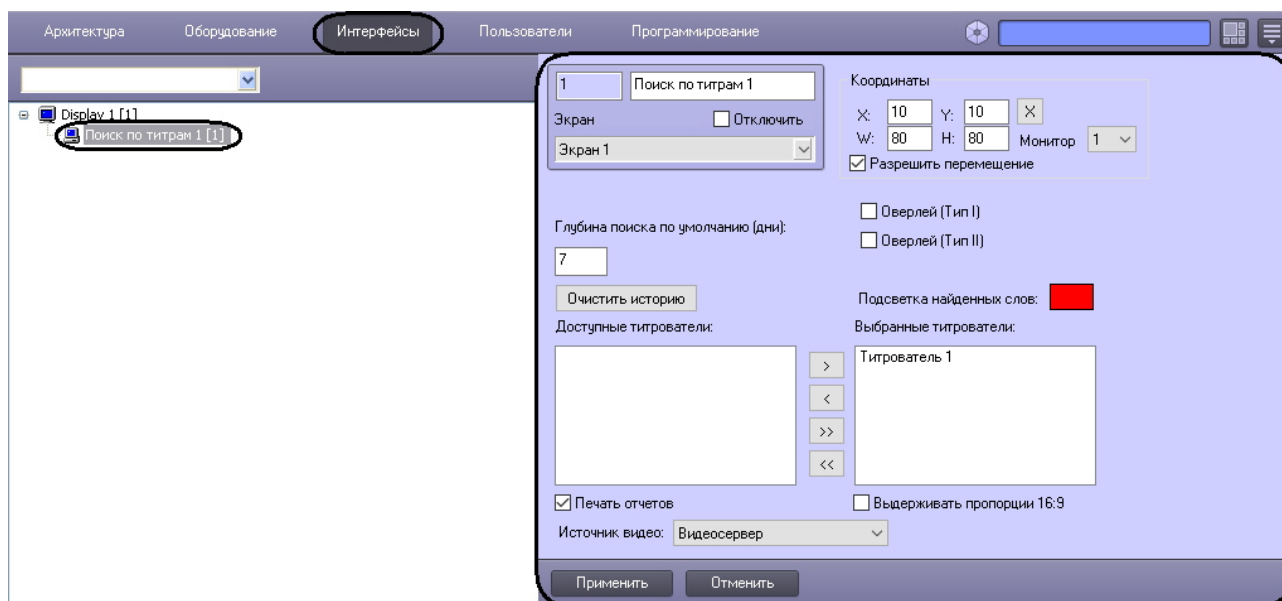 Архитектура Оборудование Интерфейсы Пользователи Программирование
Display 1 [1]
Поиск по титрам 1 [1]
1 Поиск по титрам 1
Экран Отключить
Экран 1
Координаты
X: 10 Y: 10 X
W: 80 H: 80 Монитор 1
Разрешить перемещение
Оверлей (Тип I)
Оверлей (Тип II)
Глубина поиска по умолчанию (дни):
7
Очистить историю Подсветка найденных слов:
Доступные титрователи: Выбранные титрователи:
Титрователь 1
>
<
>>
<<
Печать отчетов Выдерживать пропорции 16:9
Источник видео: Видеосервер
Применить Отменить